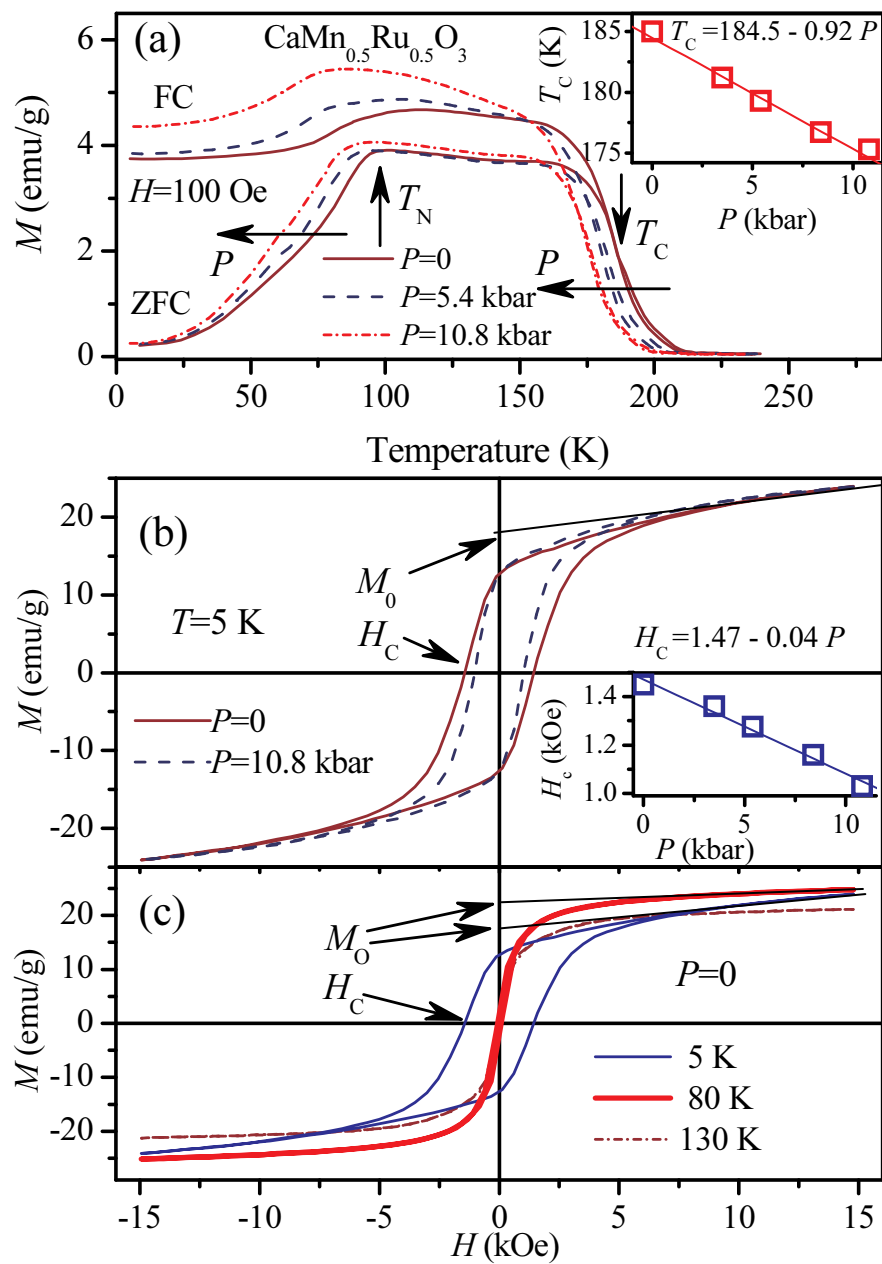 (a)
CaMn0.5Ru0.5O3
FC
H=100 Oe
P
ZFC
TN
TC
P
P=0
P=5.4 kbar
P=10.8 kbar
M (emu/g)
6
4
2
0
0 50 100 150 200 250
Temperature (K)
TC=184.5 - 0.92 P
TC (K)
185
180
175
0 5 10
P (kbar)
(b)
M0
T=5 K
HC
P=0
P=10.8 kbar
M (emu/g)
20
10
0
-10
-20
HC=1.47 - 0.04 P
Hc (kOe)
1.4
1.2
1.0
0 5 10
P (kbar)
(c)
MO
HC
P=0
5 K
80 K
130 K
M (emu/g)
20
10
0
-10
-20
-15 -10 -5 0 5 10 15
H (kOe)